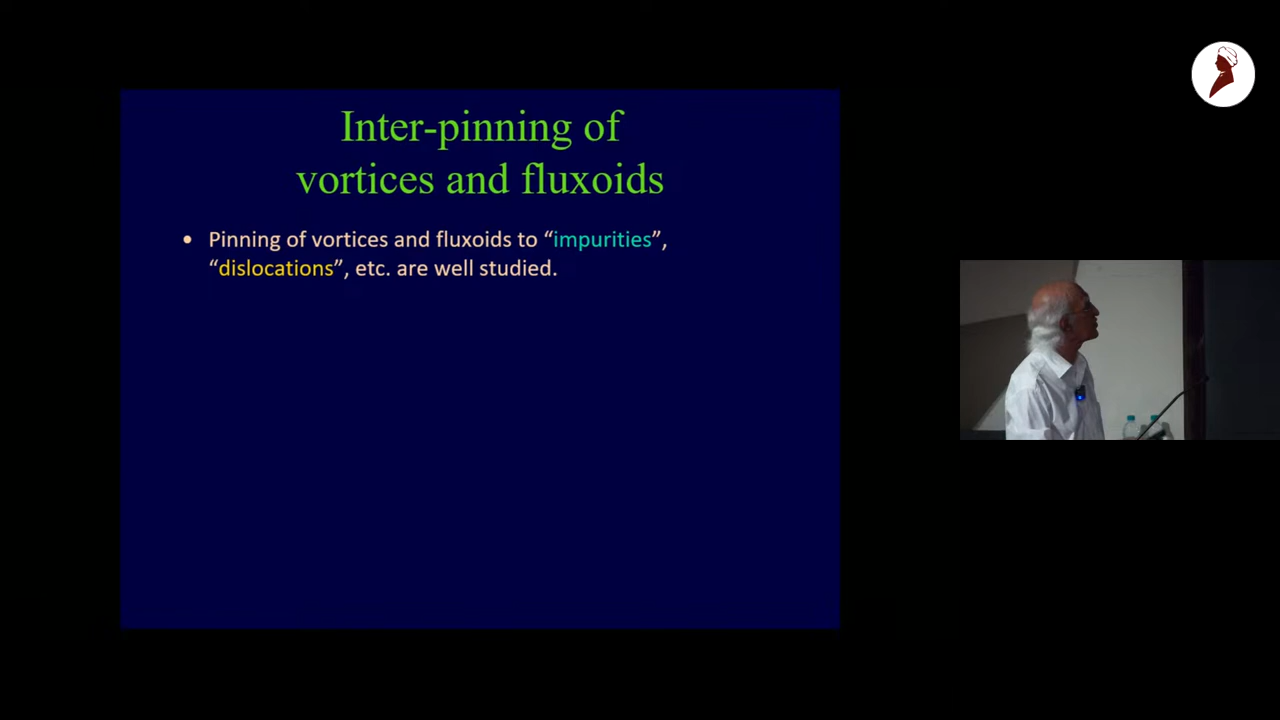 Inter-pinning of
vortices and fluxoids
• Pinning of vortices and fluxoids to “impurities”,
“dislocations”, etc. are well studied.